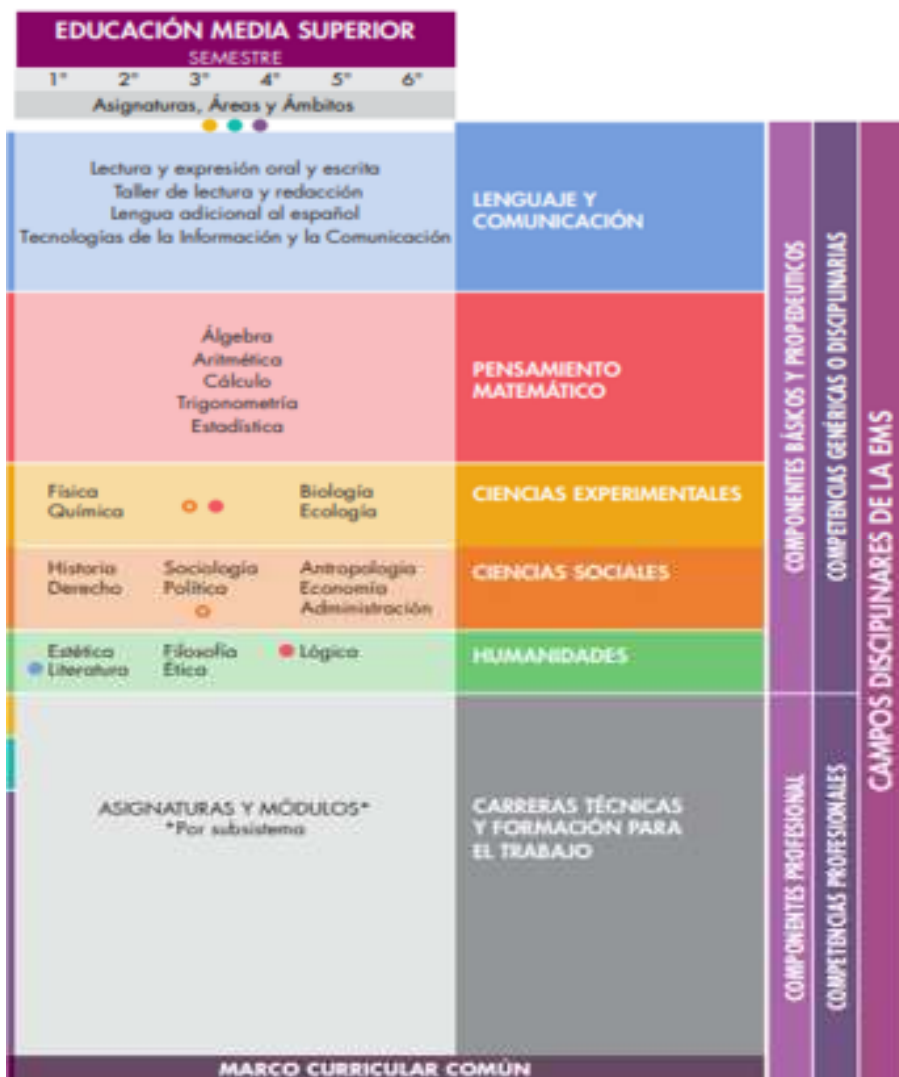 EDUCACIÓN MEDIA SUPERIOR
SEMESTRE
1° 2° 3° 4° 5° 6°
Asignaturas, Áreas y Ámbitos
Lectura y expresión oral y escrita
Taller de lectura y redacción
Lengua adicional al español
Tecnologías de la Información y la Comunicación
LENGUAJE Y
COMUNICACIÓN
Álgebra
Aritmética
Cálculo
Trigonometría
Estadística
PENSAMIENTO
MATEMÁTICO
Física
Química
Biología
Ecología
CIENCIAS EXPERIMENTALES
Historia
Derecho
Sociología
Política
Antropología
Economía
Administración
CIENCIAS SOCIALES
Estética
Literatura
Filosofía
Ética
Lógica
HUMANIDADES
ASIGNATURAS Y MÓDULOS*
*Por subsistema
CARRERAS TÉCNICAS
Y FORMACIÓN PARA
EL TRABAJO
MARCO CURRICULAR COMÚN
COMPONENTES BÁSICOS Y PROPEDEUTICOS
COMPONENTES PROFESIONAL
COMPETENCIAS GENÉRICAS O DISCIPLINARIAS
COMPETENCIAS PROFESIONALES
CAMPOS DISCIPLINARES DE LA EMS